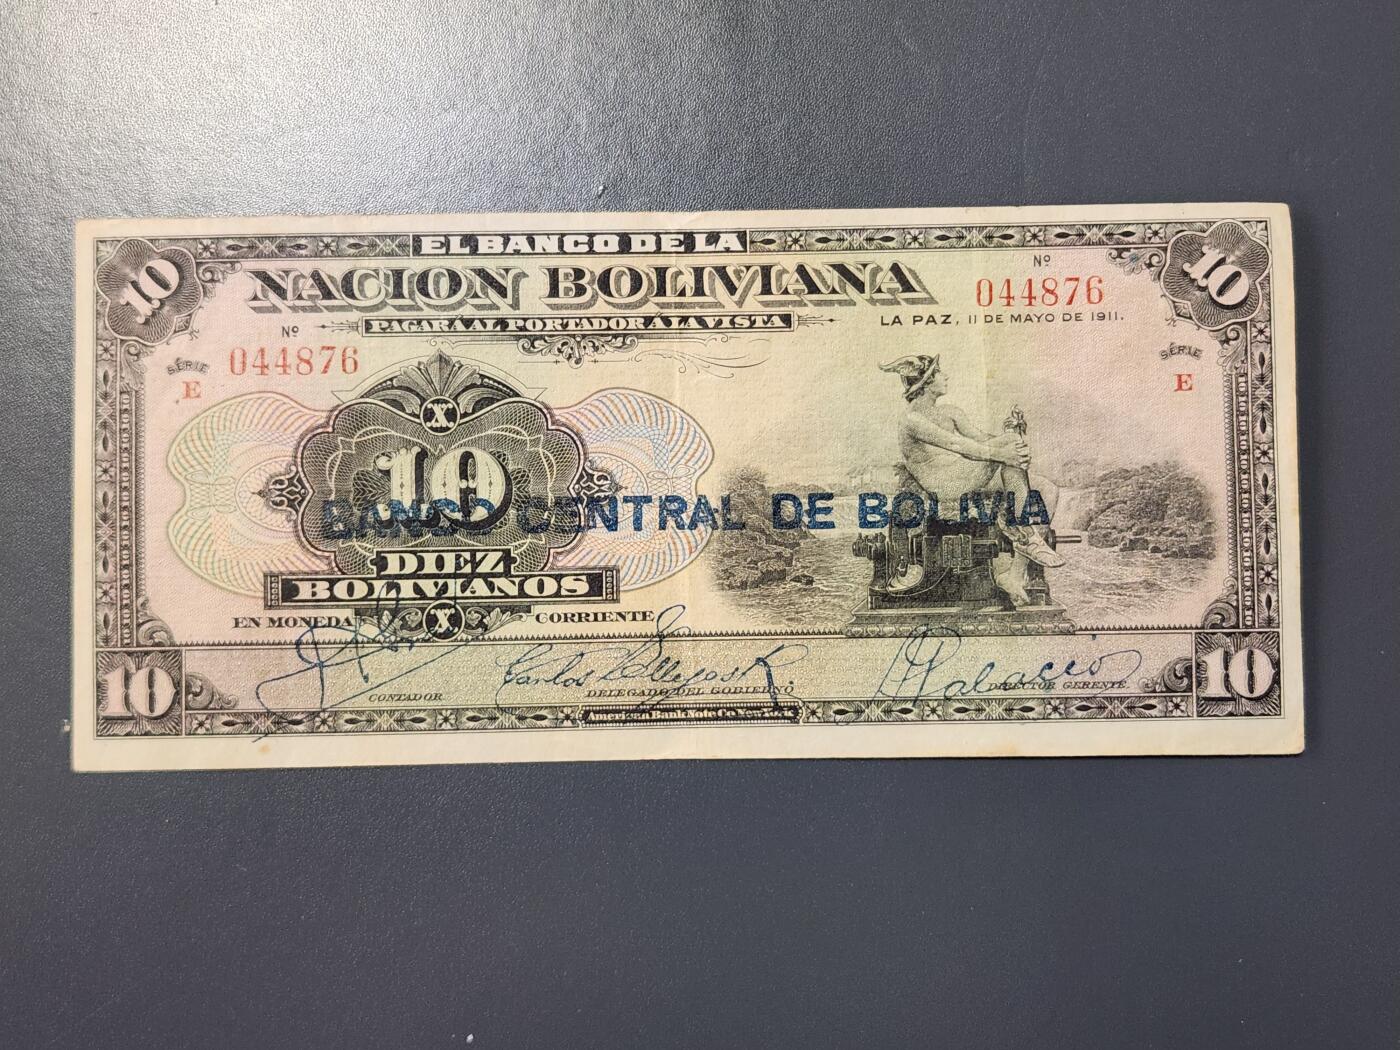 10
EL BANCO DE LA
10
NACION BOLIVIANA
Nº
044876
PAGARÁ AL PORTADOR A LA VISTA
LA PAZ, 11 DE MAYO DE 1911.
Nº
044876
SÉRIE
E
SÉRIE
E
X
10
BANCO CENTRAL DE BOLIVIA
DIEZ
BOLIVIANOS
EN MONEDA
X
CORRIENTE
10
Carlos
10
CONTADOR
DELEGADO DEL GOBIERNO
DIRECTOR GERENTE.
American Bank Note Co. New York.